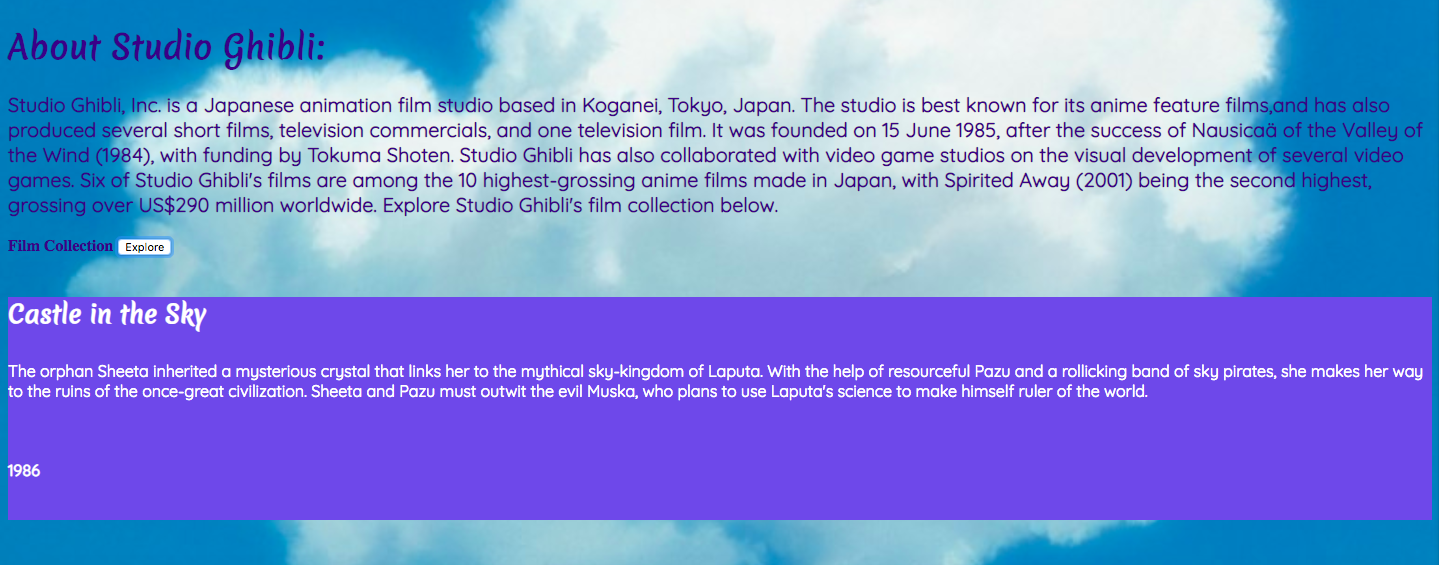 About Studio Ghibli:
Studio Ghibli, Inc. is a Japanese animation film studio based in Koganei, Tokyo, Japan. The studio is best known for its anime feature films,and has also
produced several short films, television commercials, and one television film. It was founded on 15 June 1985, after the success of Nausicaä of the Valley of
the Wind (1984), with funding by Tokuma Shoten. Studio Ghibli has also collaborated with video game studios on the visual development of several video
games. Six of Studio Ghibli's films are among the 10 highest-grossing anime films made in Japan, with Spirited Away (2001) being the second highest,
grossing over US$290 million worldwide. Explore Studio Ghibli's film collection below.
Film Collection Explore
Castle in the Sky
The orphan Sheeta inherited a mysterious crystal that links her to the mythical sky-kingdom of Laputa. With the help of resourceful Pazu and a rollicking band of sky pirates, she makes her way
to the ruins of the once-great civilization. Sheeta and Pazu must outwit the evil Muska, who plans to use Laputa's science to make himself ruler of the world.
1986